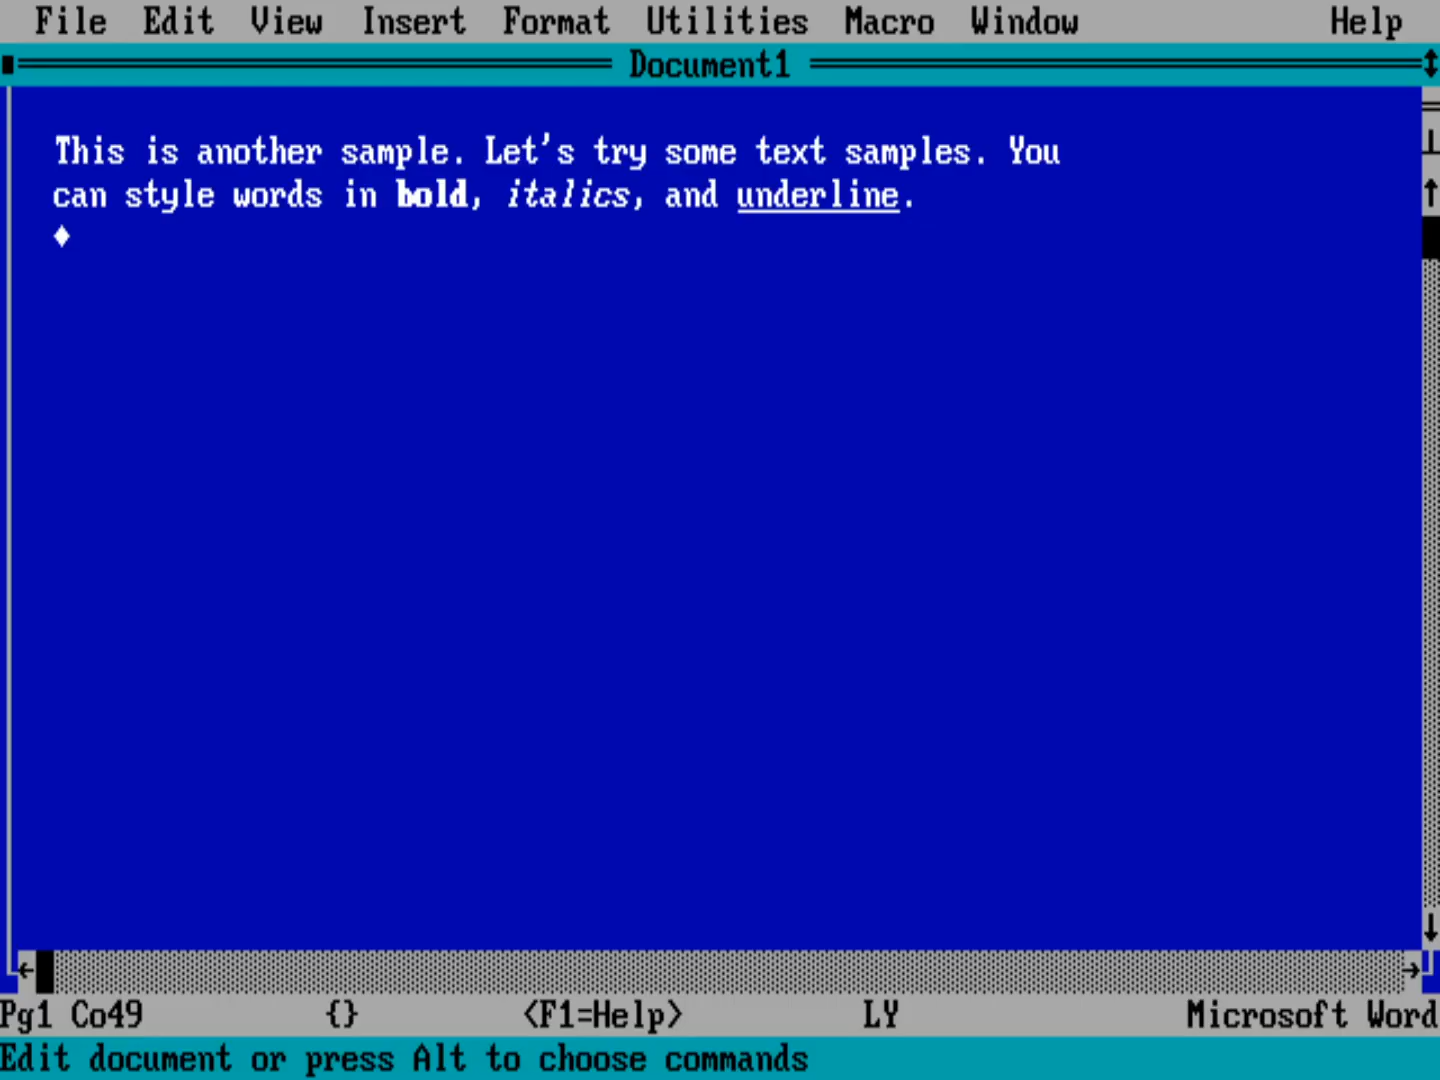 File Edit View Insert Format Utilities Macro Window Help
Document1
This is another sample. Let's try some text samples. You
can style words in bold, italics, and underline.
Pg1 Co49 {} <F1=Help> LY Microsoft Word
Edit document or press Alt to choose commands